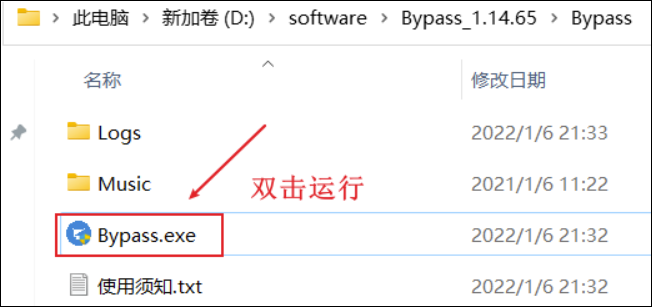 此电脑 > 新加卷 (D:) > software > Bypass_1.14.65 > Bypass
名称 修改日期
Logs 2022/1/6 21:33
Music 2021/1/6 11:22
双击运行
Bypass.exe 2022/1/6 21:32
使用须知.txt 2022/1/6 21:32